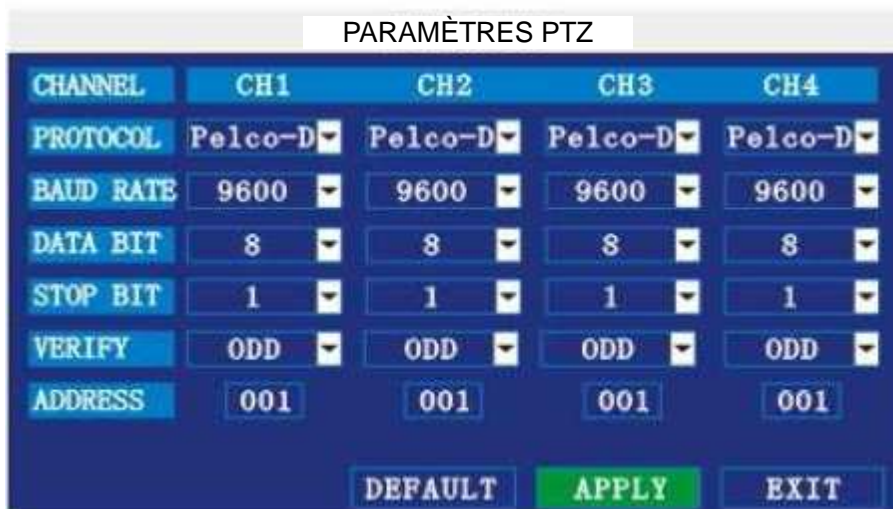 PARAMÈTRES PTZ
CHANNEL CH1 CH2 CH3 CH4
PROTOCOL Pelco-D Pelco-D Pelco-D Pelco-D
BAUD RATE 9600 9600 9600 9600
DATA BIT 8 8 8 8
STOP BIT 1 1 1 1
VERIFY ODD ODD ODD ODD
ADDRESS 001 001 001 001
DEFAULT APPLY EXIT